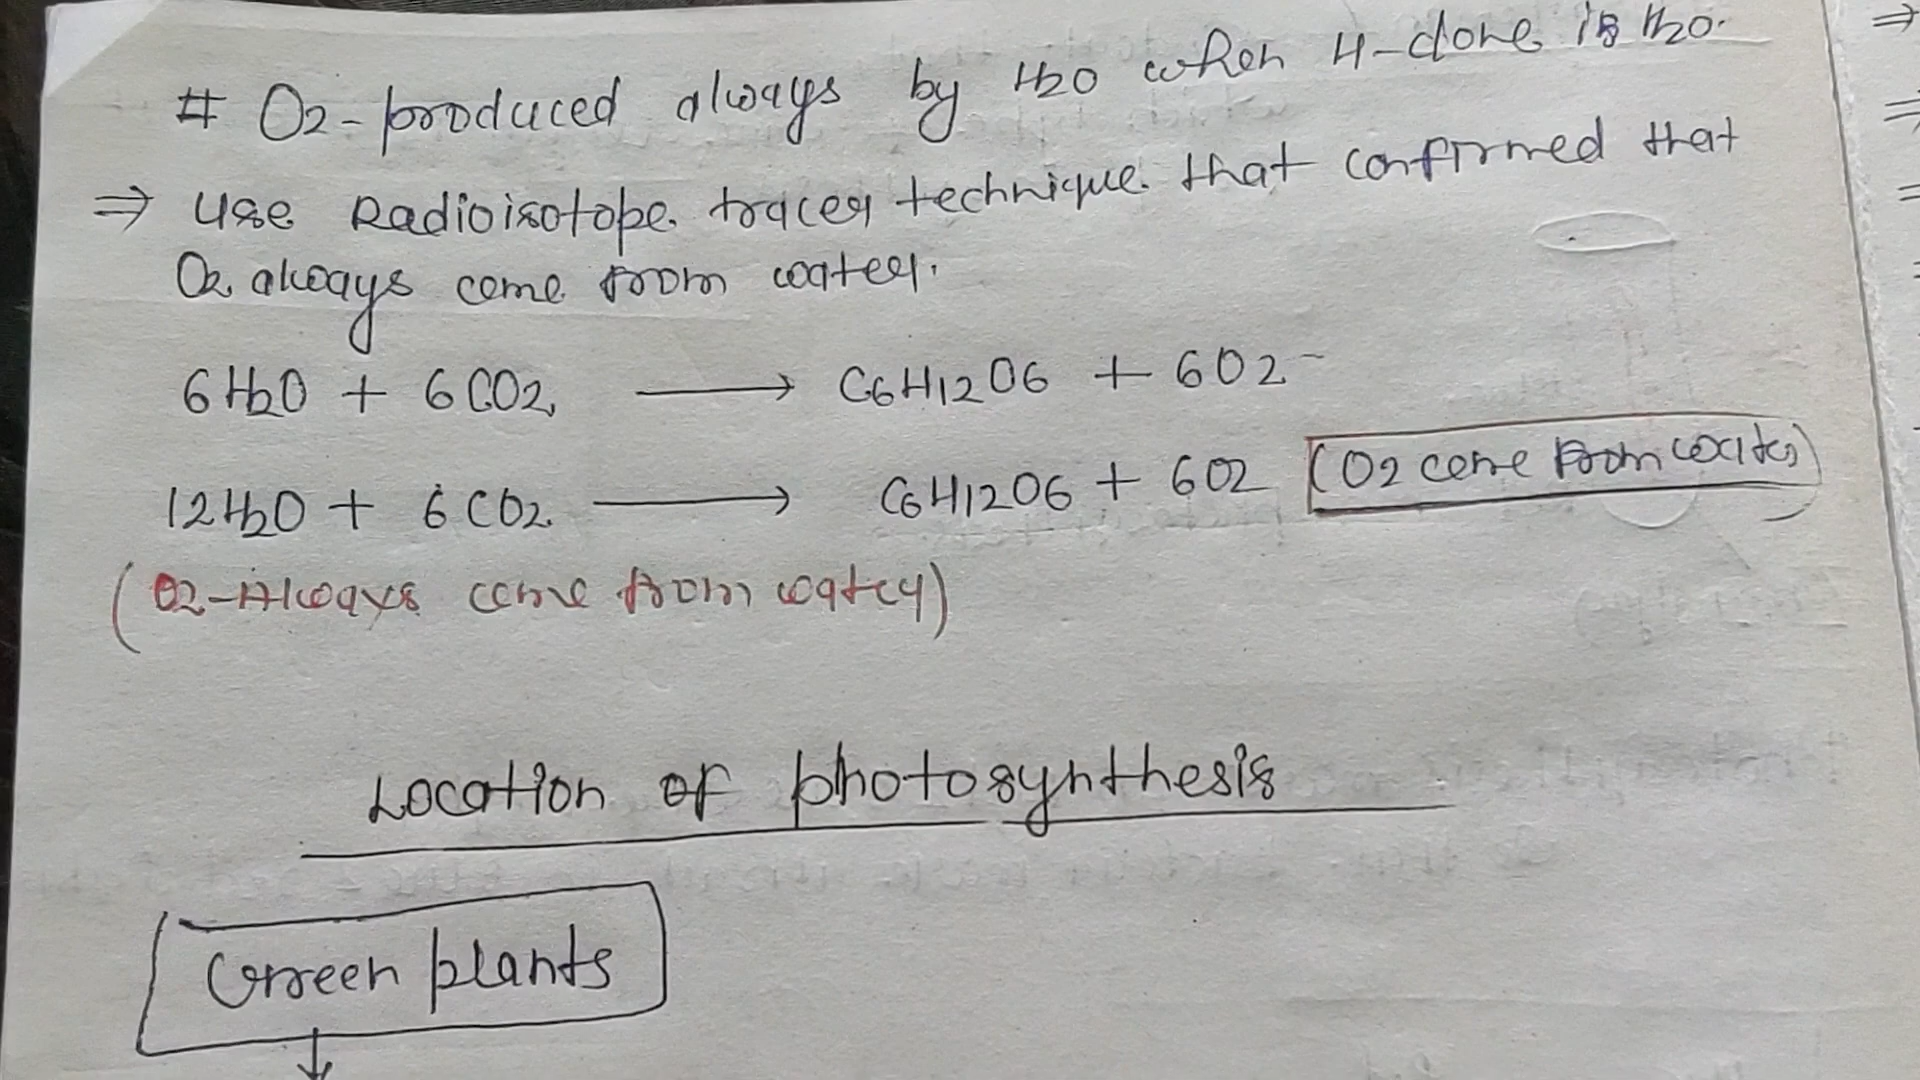 # O2-produced always by H2O when H-done is H2O.
⇒ Use Radioisotope tracer technique that confirmed that
O2 always come from water.
6H2O + 6CO2 ⟶ C6H12O6 + 6O2
12H2O + 6CO2 ⟶ C6H12O6 + 6O2 (O2 come from water)
(O2-Always come from water)
Location of photosynthesis
Green plants